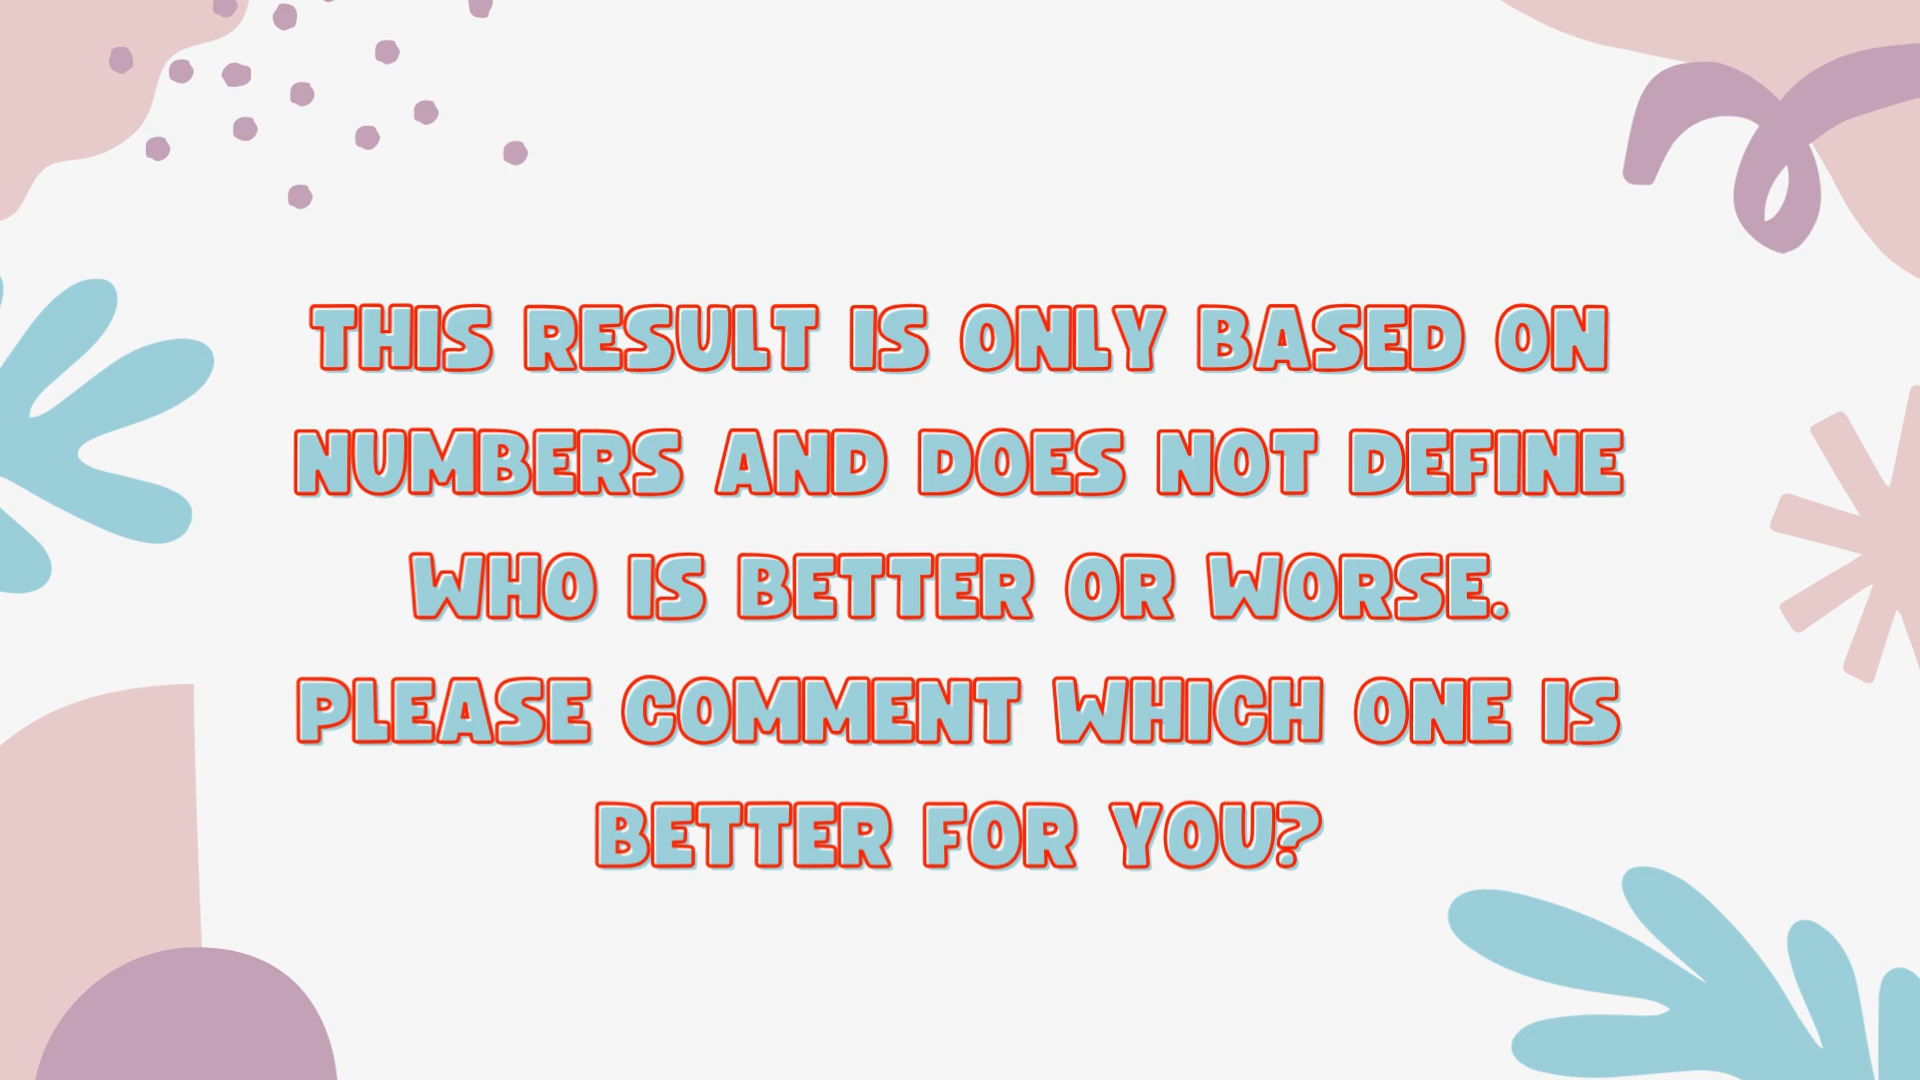 THIS RESULT IS ONLY BASED ON
NUMBERS AND DOES NOT DEFINE
WHO IS BETTER OR WORSE.
PLEASE COMMENT WHICH ONE IS
BETTER FOR YOU?